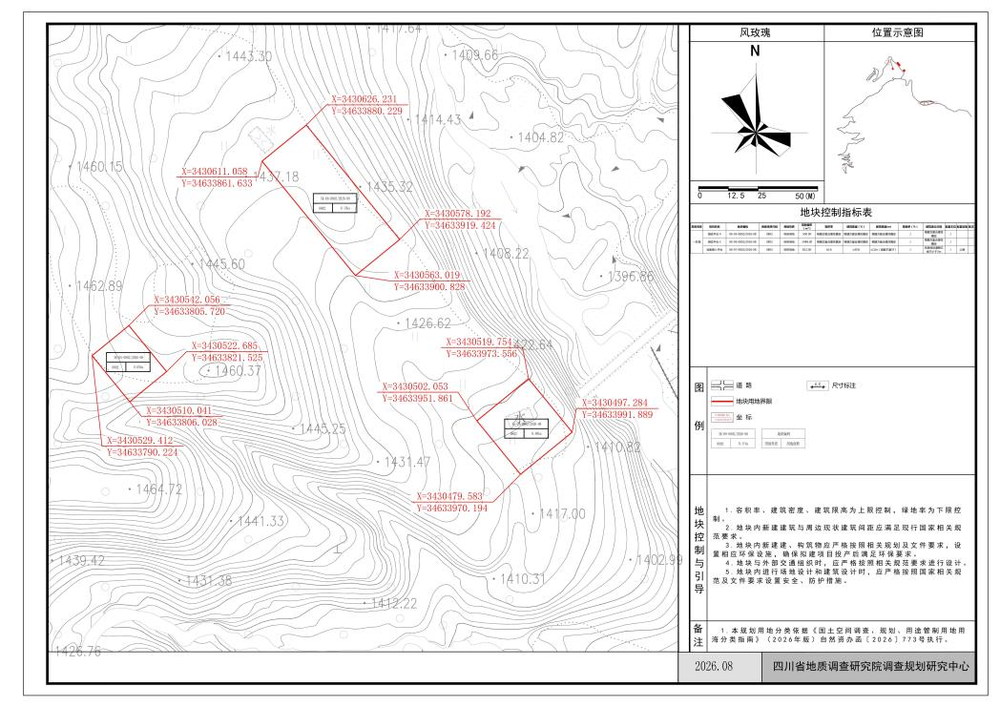 1417.64
1443.30
1409.66
X=3430626.231
Y=34633880.229
1414.43
1404.82
1460.15
X=3430611.058
Y=34633861.633
1437.18
1435.32
X=3430578.192
Y=34633919.424
1408.22
1445.60
X=3430563.019
Y=34633900.828
1396.86
1462.89
X=3430542.056
Y=34633805.720
1426.62
X=3430522.685
Y=34633821.525
X=3430519.754
Y=34633973.556
1460.37
X=3430502.053
Y=34633951.861
X=3430497.284
Y=34633991.889
X=3430510.041
Y=34633806.028
1445.25
X=3430529.412
Y=34633790.224
1410.82
1431.47
1464.72
X=3430479.583
Y=34633970.194
1417.00
1441.33
1439.42
1402.99
1431.38
1410.31
1412.22
1426.76
风玫瑰
位置示意图
N
0 12.5 25 50(M)
地块控制指标表
图例
道 路
尺寸标注
地块用地界限
坐 标
地块控制与引导
1.容积率、建筑密度、建筑限高为上限控制,绿地率为下限控
制。
2.地块内新建建筑与周边现状建筑间距应满足现行国家相关规
范要求。
3.地块内新建建、构筑物应严格按照相关规划及文件要求,设
置相应环保设施,确保拟建项目投产后满足环保要求。
4.地块与外部交通组织时,应严格按照相关规范要求进行设计。
5.地块内进行场地设计和建筑设计时,应严格按照国家相关规
范及文件要求设置安全、防护措施。
备注
1.本规划用地分类依据《国土空间调查、规划、用途管制用地用
海分类指南》(2026年版)自然资办函〔2026〕773号执行。
2026.08
四川省地质调查研究院调查规划研究中心